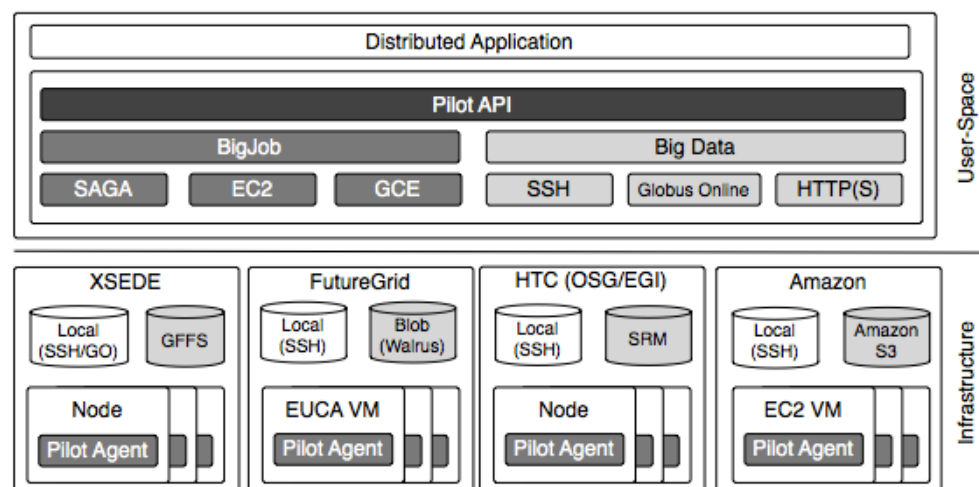 Distributed Application
Pilot API
BigJob
Big Data
SAGA
EC2
GCE
SSH
Globus Online
HTTP(S)
User-Space
XSEDE
FutureGrid
HTC (OSG/EGI)
Amazon
Local
(SSH/GO)
GFFS
Local
(SSH)
Blob
(Walrus)
Local
(SSH)
SRM
Local
(SSH)
Amazon
S3
Node
Pilot Agent
EUCA VM
Pilot Agent
Node
Pilot Agent
EC2 VM
Pilot Agent
Infrastructure